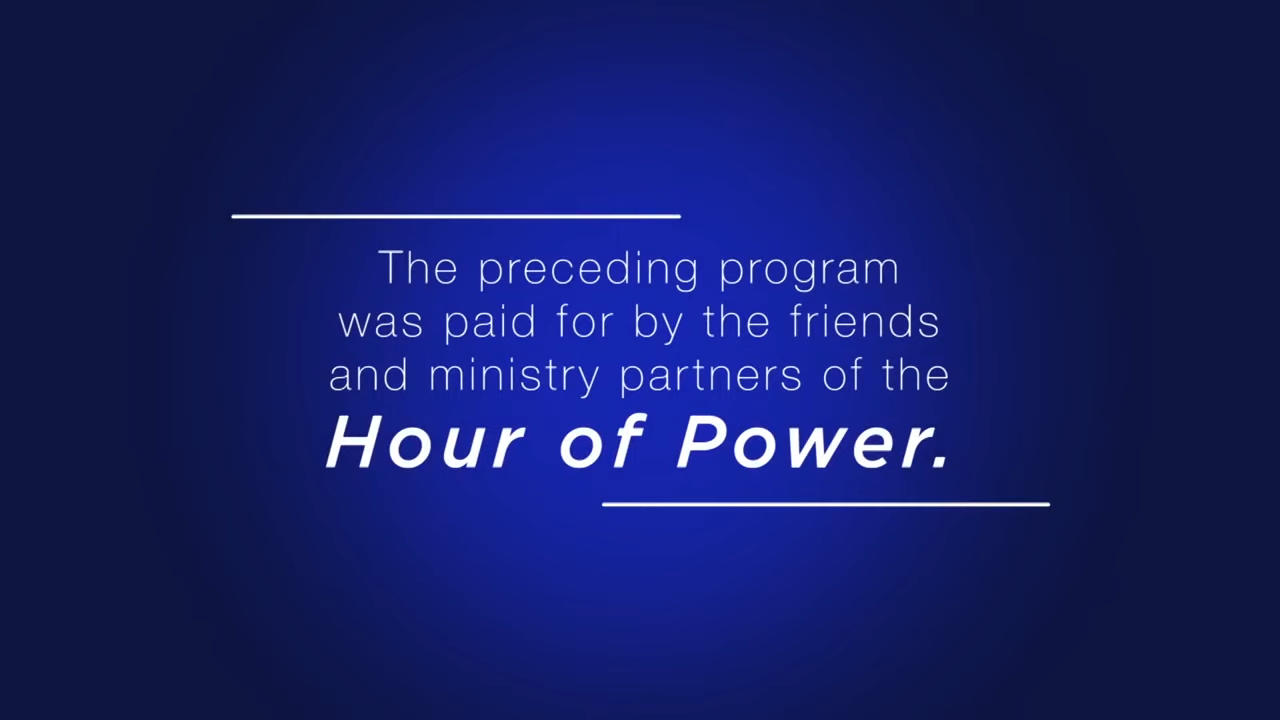 The preceding program
was paid for by the friends
and ministry partners of the
Hour of Power.